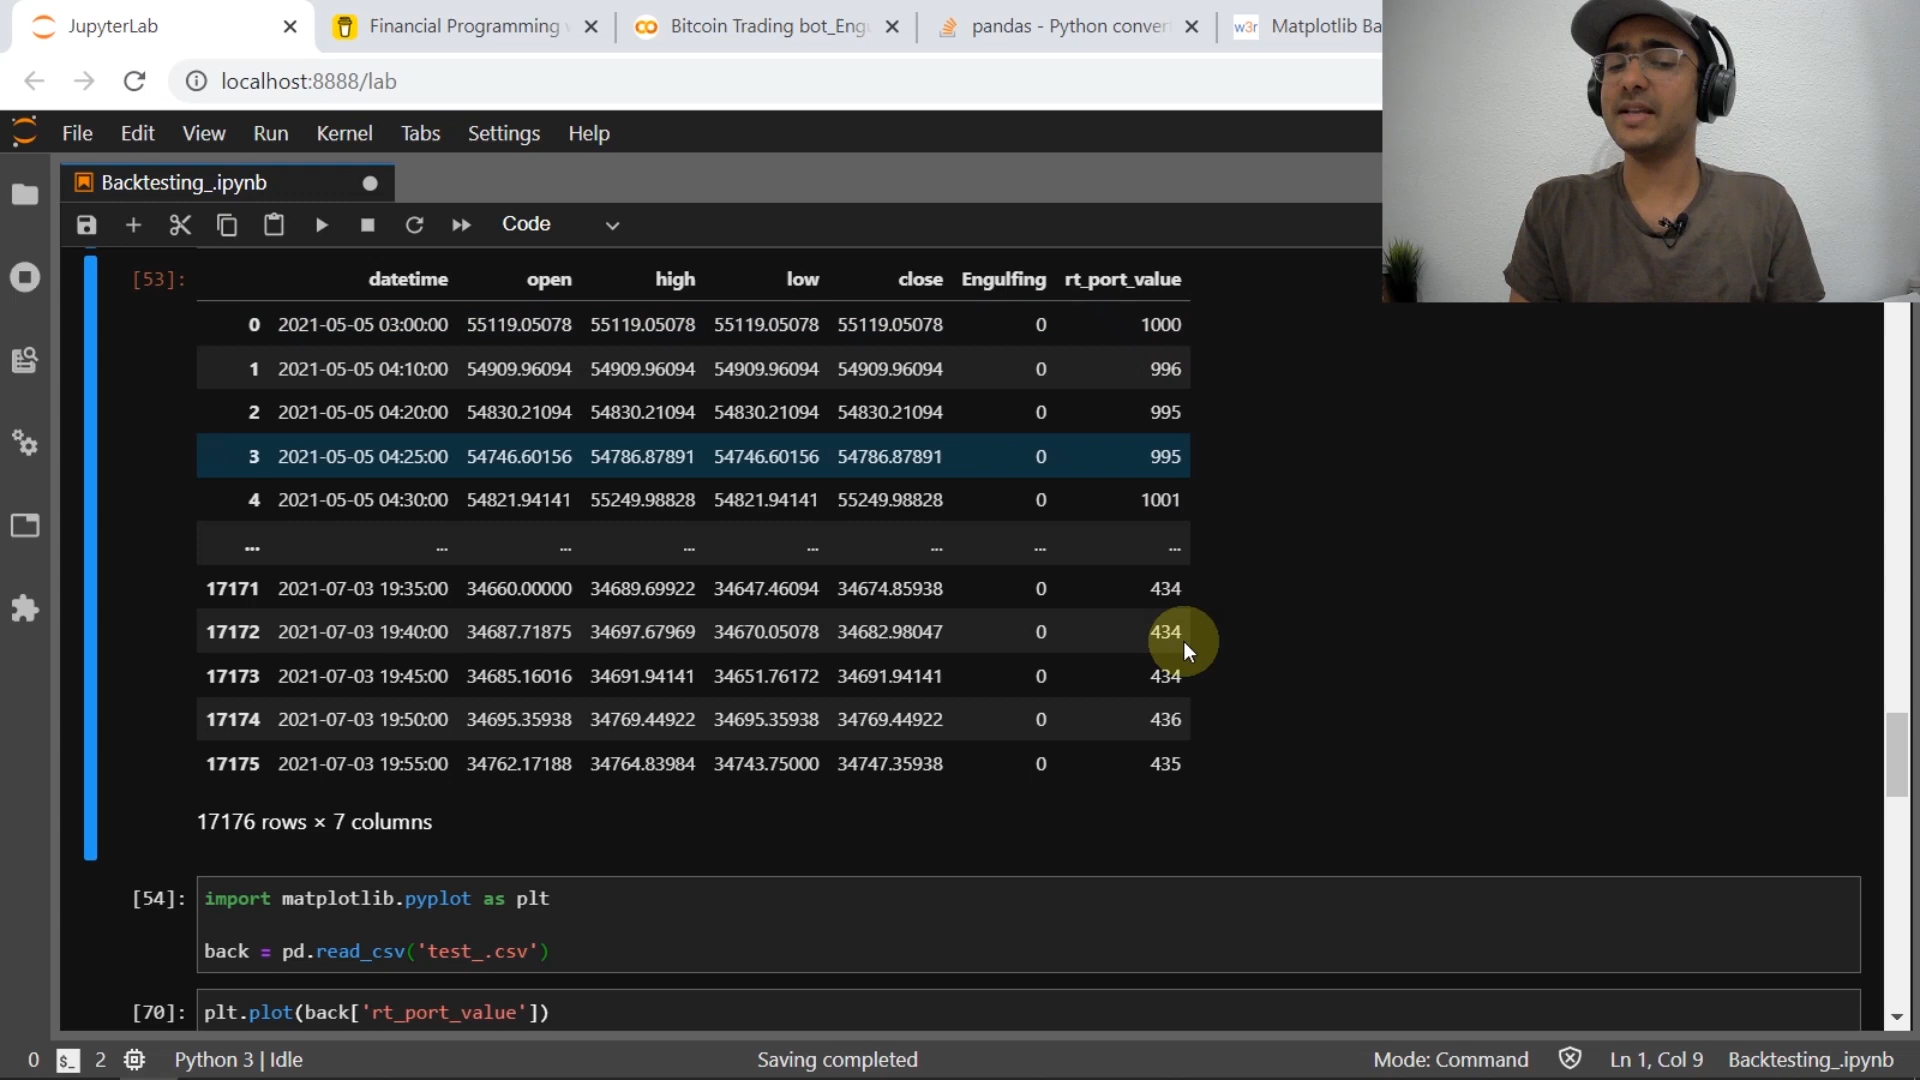 JupyterLab
Financial Programming
Bitcoin Trading bot_Engu
pandas - Python conver
w3r Matplotlib Ba
localhost:8888/lab
File Edit View Run Kernel Tabs Settings Help
Backtesting_.ipynb
Code
[53]: datetime open high low close Engulfing rt_port_value
0 2021-05-05 03:00:00 55119.05078 55119.05078 55119.05078 55119.05078 0 1000
1 2021-05-05 04:10:00 54909.96094 54909.96094 54909.96094 54909.96094 0 996
2 2021-05-05 04:20:00 54830.21094 54830.21094 54830.21094 54830.21094 0 995
3 2021-05-05 04:25:00 54746.60156 54786.87891 54746.60156 54786.87891 0 995
4 2021-05-05 04:30:00 54821.94141 55249.98828 54821.94141 55249.98828 0 1001
... ... ... ... ... ... ... ...
17171 2021-07-03 19:35:00 34660.00000 34689.69922 34647.46094 34674.85938 0 434
17172 2021-07-03 19:40:00 34687.71875 34697.67969 34670.05078 34682.98047 0 434
17173 2021-07-03 19:45:00 34685.16016 34691.94141 34651.76172 34691.94141 0 434
17174 2021-07-03 19:50:00 34695.35938 34769.44922 34695.35938 34769.44922 0 436
17175 2021-07-03 19:55:00 34762.17188 34764.83984 34743.75000 34747.35938 0 435
17176 rows × 7 columns
[54]: import matplotlib.pyplot as plt
back = pd.read_csv('test_.csv')
[70]: plt.plot(back['rt_port_value'])
0 $_ 2 Python 3 | Idle Saving completed Mode: Command Ln 1, Col 9 Backtesting_.ipynb